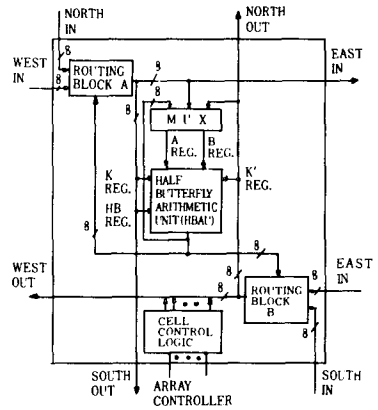 NORTH
IN
NORTH
OUT
8
8
WEST
IN
8
ROUTING
BLOCK A
8
8
EAST
IN
M U X
A
REG.
B
REG.
K
REG.
HB
REG.
HALF
BUTTERFLY
ARITHMETIC
UNIT(HBAU)
K'
REG.
8
8
WEST
OUT
8
8
8
EAST
IN
ROUTING
BLOCK
B
8
CELL
CONTROL
LOGIC
SOUTH
OUT
ARRAY
CONTROLLER
SOUTH
IN